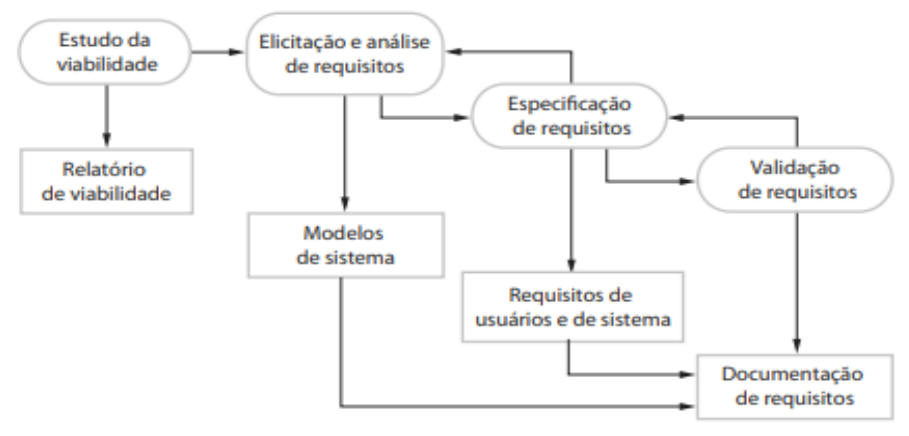 Estudo da
viabilidade
Elicitação e análise
de requisitos
Especificação
de requisitos
Validação
de requisitos
Relatório
de viabilidade
Modelos
de sistema
Requisitos de
usuários e de sistema
Documentação
de requisitos